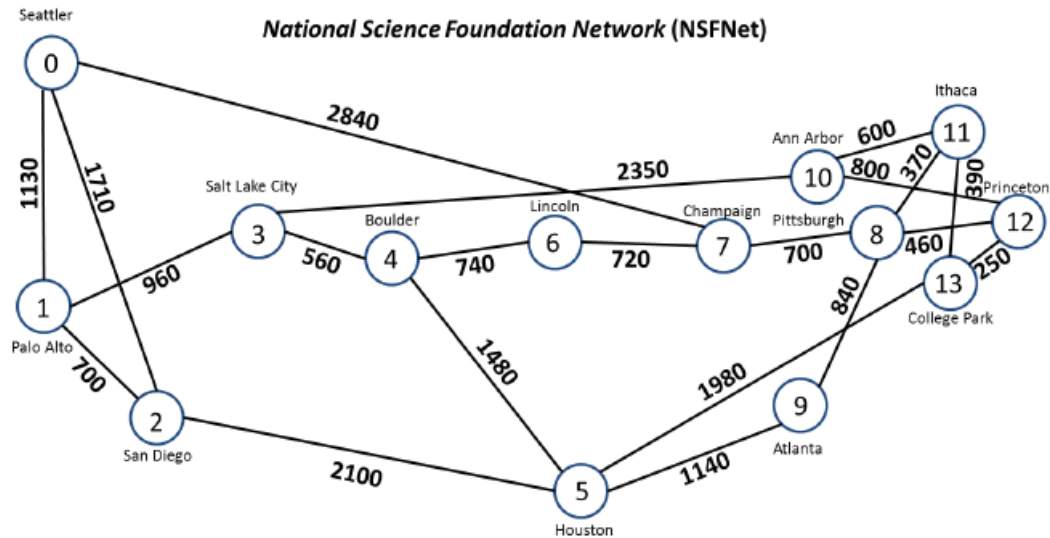 Seattler
National Science Foundation Network (NSFNet)
0
2840
Ithaca
11
600
Ann Arbor
10
800
370
390
Princeton
12
1130
1710
Salt Lake City
2350
3
Boulder
Lincoln
Champaign
Pittsburgh
560
4
740
6
720
7
700
8
460
250
13
College Park
960
1
Palo Alto
700
840
1480
1980
2
San Diego
9
Atlanta
2100
1140
5
Houston